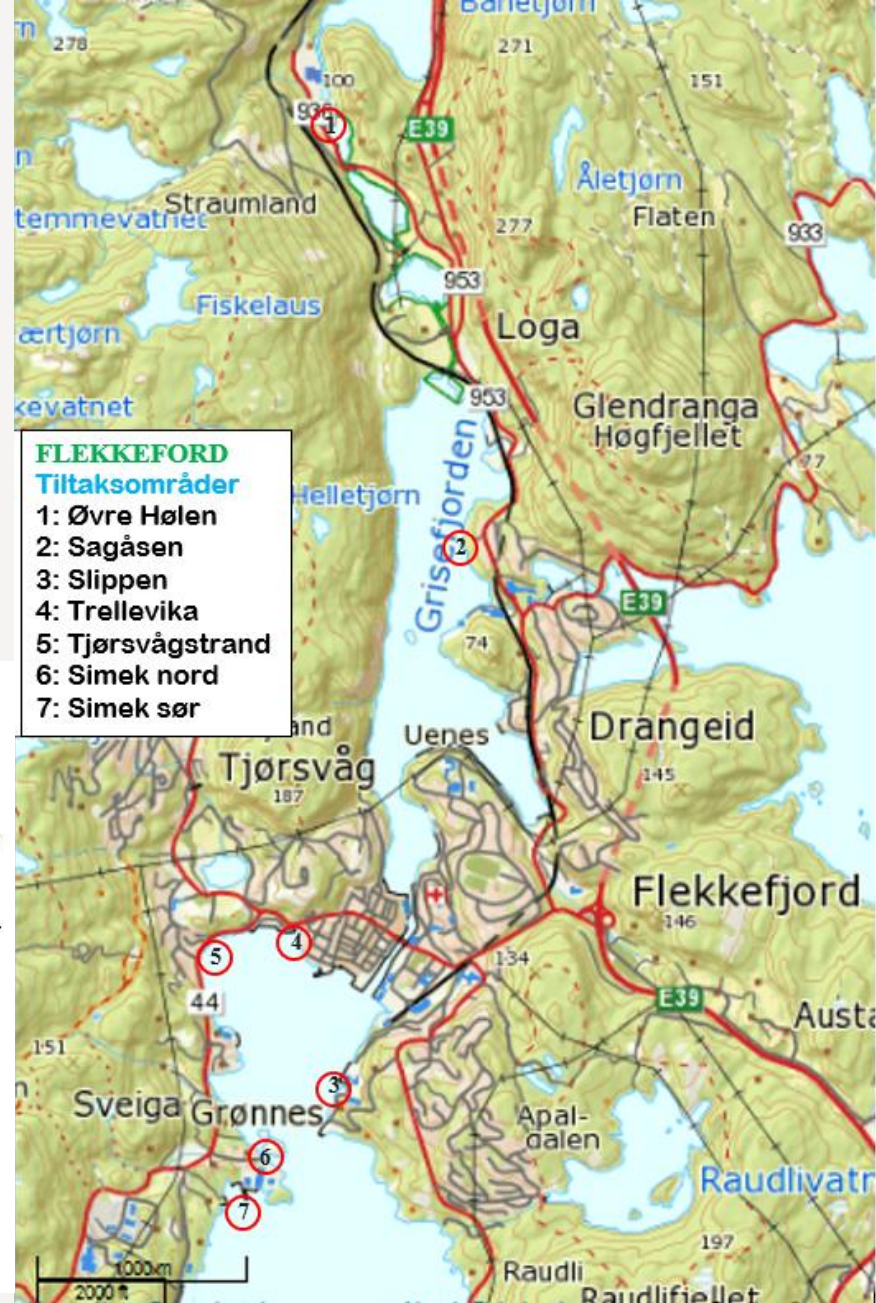 Banetjørn
278
271
100
151
936
1
E39
Åletjørn
Straumland
Flaten
933
277
953
Fiskelaus
Loga
953
Glendranga
Høgfjellet
77
FLEKKEFORD
Tiltaksområder
1: Øvre Hølen
2: Sagåsen
3: Slippen
4: Trellevika
5: Tjørsvågstrand
6: Simek nord
7: Simek sør
Helletjørn
Grisefjorden
2
E39
74
Uenes
Drangeid
Tjørsvåg
187
145
Flekkefjord
146
5
4
134
44
E39
Austa
151
3
Sveiga
Grønnes
Apal-
dalen
6
Raudlivatn
7
197
1000 m
2000 ft
Raudli
Raudlifjellet